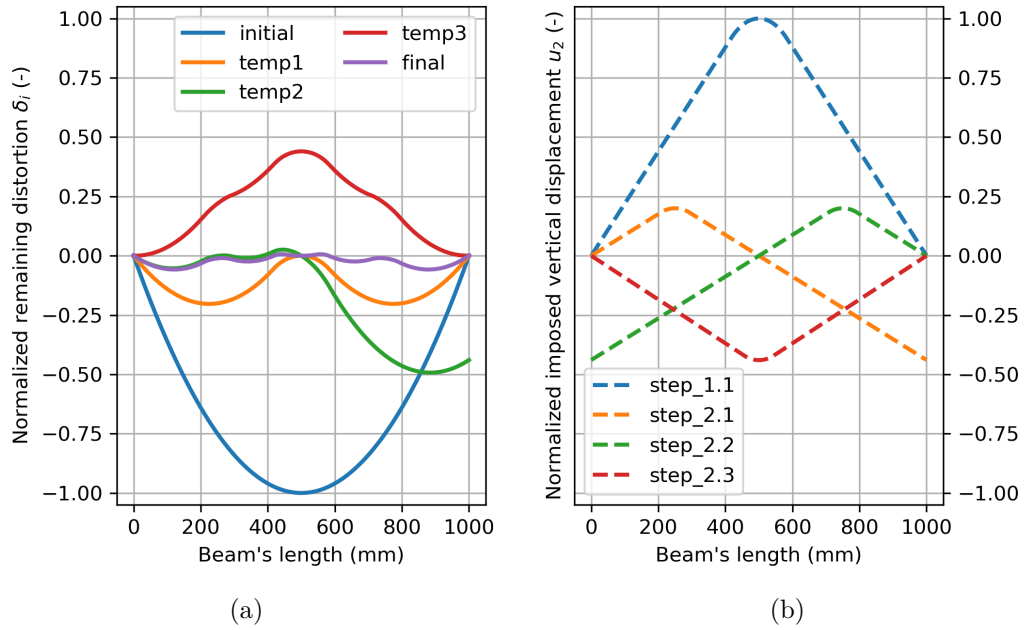 Normalized remaining distortion δᵢ (-)
initial
temp1
temp2
temp3
final
1.00
0.75
0.50
0.25
0.00
−0.25
−0.50
−0.75
−1.00
0 200 400 600 800 1000
Beam's length (mm)
(a)
Normalized imposed vertical displacement u₂ (-)
step_1.1
step_2.1
step_2.2
step_2.3
1.00
0.75
0.50
0.25
0.00
−0.25
−0.50
−0.75
−1.00
0 200 400 600 800 1000
Beam's length (mm)
(b)